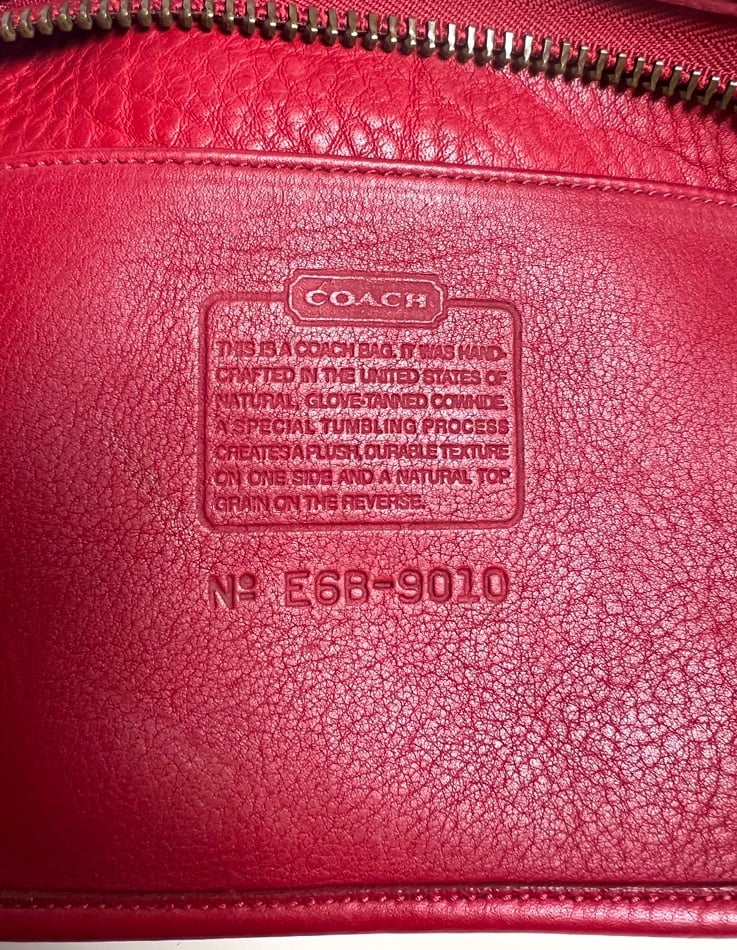 COACH
THIS IS A COACH BAG. IT WAS HAND-
CRAFTED IN THE UNITED STATES OF
NATURAL, GLOVE-TANNED COWHIDE.
A SPECIAL TUMBLING PROCESS
CREATES A PLUSH, DURABLE TEXTURE
ON ONE SIDE AND A NATURAL TOP
GRAIN ON THE REVERSE.
Nº E6B-9010